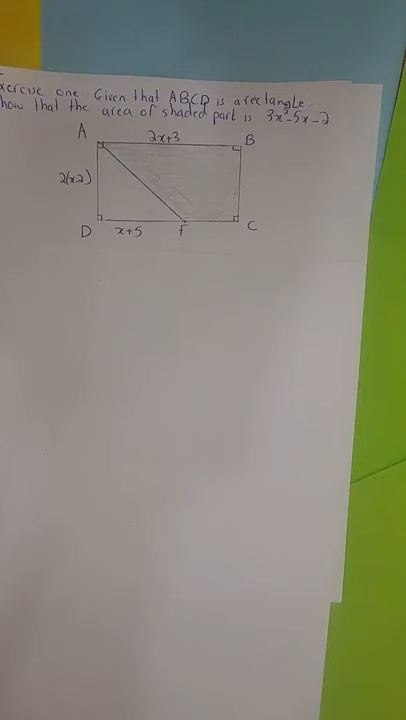 xercise one Given that ABCD is a rectangle.
how that the area of shaded part is 3x²-5x-2
A 2x+3 B
2(x-2)
D x+5 F C